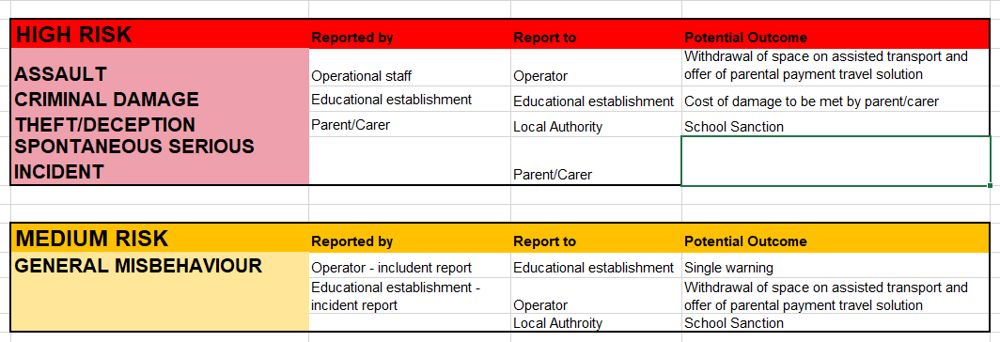 HIGH RISK Reported by Report to Potential Outcome
ASSAULT Operational staff Operator Withdrawal of space on assisted transport and
offer of parental payment travel solution
CRIMINAL DAMAGE Educational establishment Educational establishment Cost of damage to be met by parent/carer
THEFT/DECEPTION Parent/Carer Local Authority School Sanction
SPONTANEOUS SERIOUS
INCIDENT Parent/Carer
MEDIUM RISK Reported by Report to Potential Outcome
GENERAL MISBEHAVIOUR Operator - includent report Educational establishment Single warning
Educational establishment - Withdrawal of space on assisted transport and
incident report Operator offer of parental payment travel solution
Local Authroity School Sanction